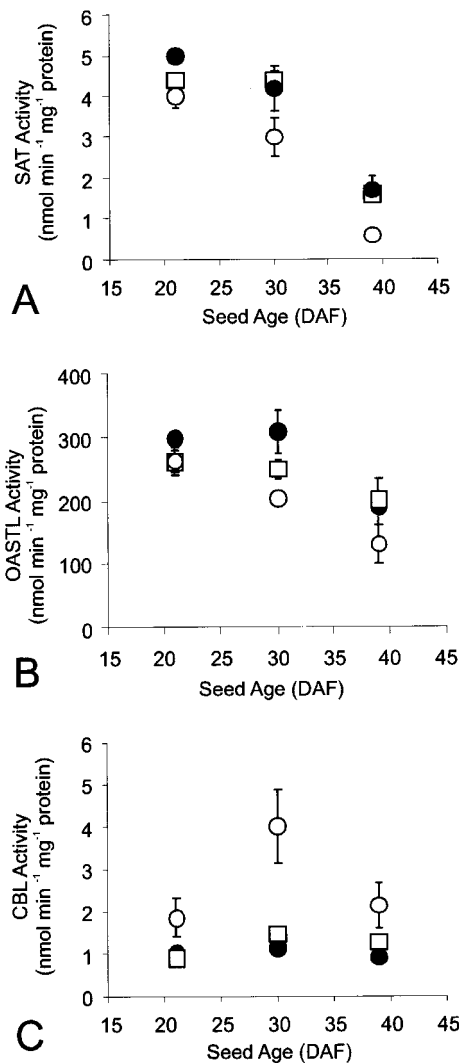 6
5
4
3
2
1
0
SAT Activity
(nmol min ⁻¹ mg⁻¹ protein)
15 20 25 30 35 40 45
Seed Age (DAF)
A
400
300
200
100
0
OASTL Activity
(nmol min ⁻¹ mg⁻¹ protein)
15 20 25 30 35 40 45
Seed Age (DAF)
B
6
5
4
3
2
1
0
CBL Activity
(nmol min ⁻¹ mg⁻¹ protein)
15 20 25 30 35 40 45
Seed Age (DAF)
C